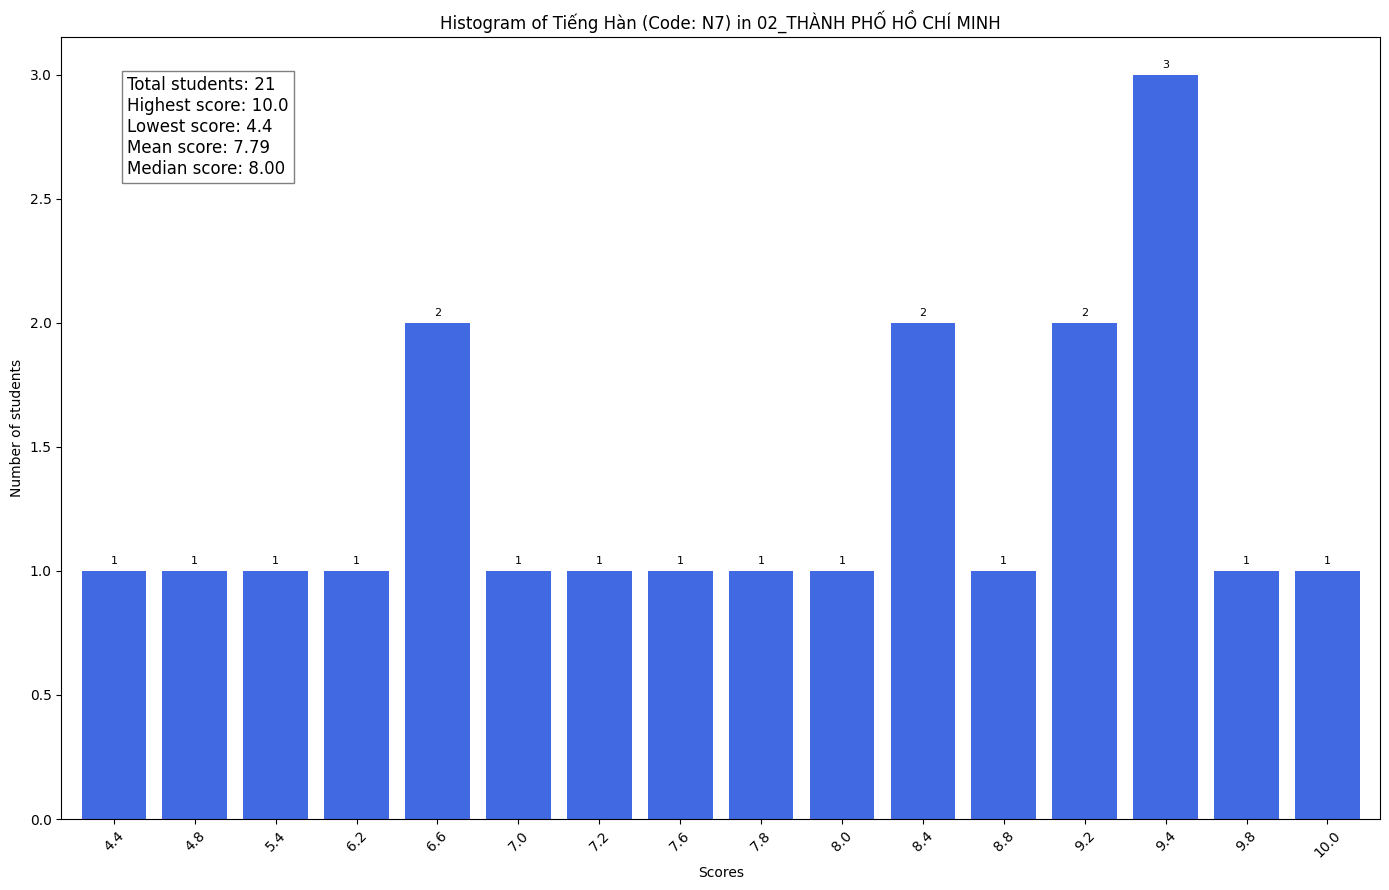 Histogram of Tiếng Hàn (Code: N7) in 02_THÀNH PHỐ HỒ CHÍ MINH
Total students: 21
Highest score: 10.0
Lowest score: 4.4
Mean score: 7.79
Median score: 8.00
Number of students
3.0
2.5
2.0
1.5
1.0
0.5
0.0
1 1 1 1 2 1 1 1 1 1 2 1 2 3 1 1
4.4 4.8 5.4 6.2 6.6 7.0 7.2 7.6 7.8 8.0 8.4 8.8 9.2 9.4 9.8 10.0
Scores